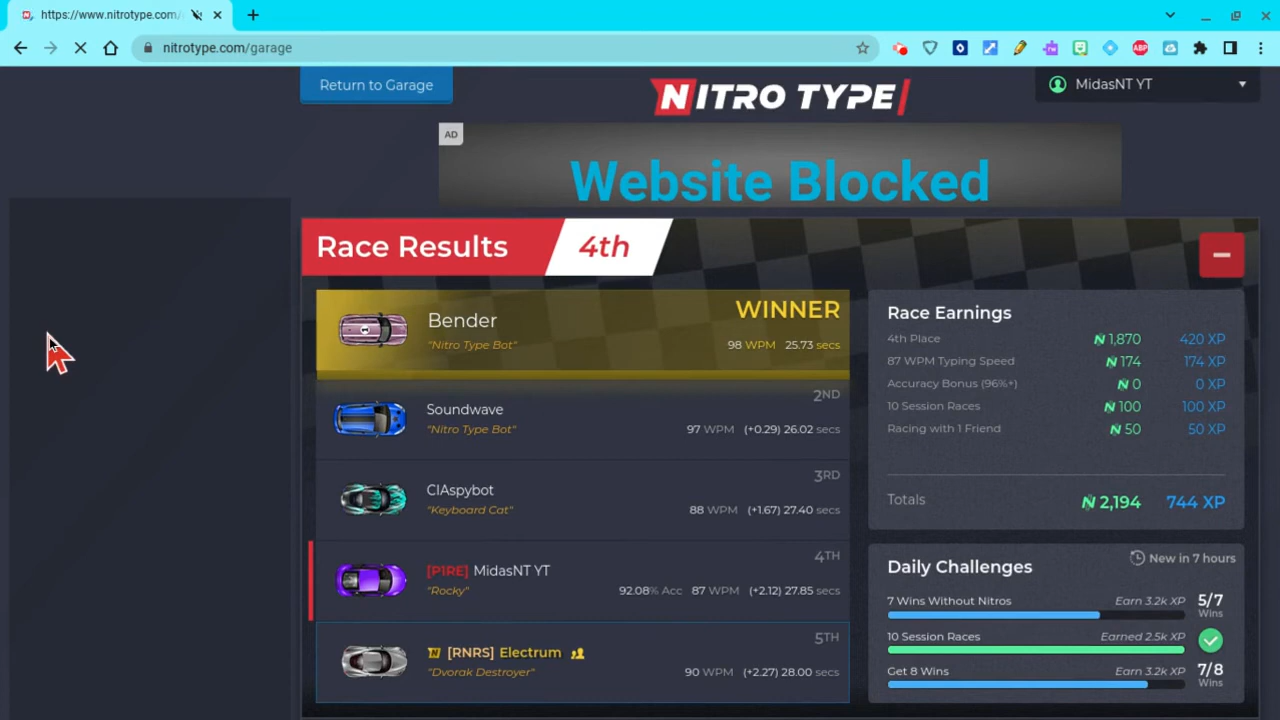 https://www.nitrotype.com/
nitrotype.com/garage
ABP
Return to Garage
NITRO TYPE
MidasNT YT
AD
Website Blocked
Race Results
4th
Bender
"Nitro Type Bot"
WINNER
98 WPM 25.73 secs
Soundwave
"Nitro Type Bot"
2ND
97 WPM (+0.29) 26.02 secs
CIAspybot
"Keyboard Cat"
3RD
88 WPM (+1.67) 27.40 secs
[P1RE] MidasNT YT
"Rocky"
4TH
92.08% Acc 87 WPM (+2.12) 27.85 secs
[RNRS] Electrum
"Dvorak Destroyer"
5TH
90 WPM (+2.27) 28.00 secs
Race Earnings
4th Place N 1,870 420 XP
87 WPM Typing Speed N 174 174 XP
Accuracy Bonus (96%+) N 0 0 XP
10 Session Races N 100 100 XP
Racing with 1 Friend N 50 50 XP
Totals N 2,194 744 XP
Daily Challenges
New in 7 hours
7 Wins Without Nitros Earn 3.2k XP 5/7 Wins
10 Session Races Earned 2.5k XP
Get 8 Wins Earn 3.2k XP 7/8 Wins